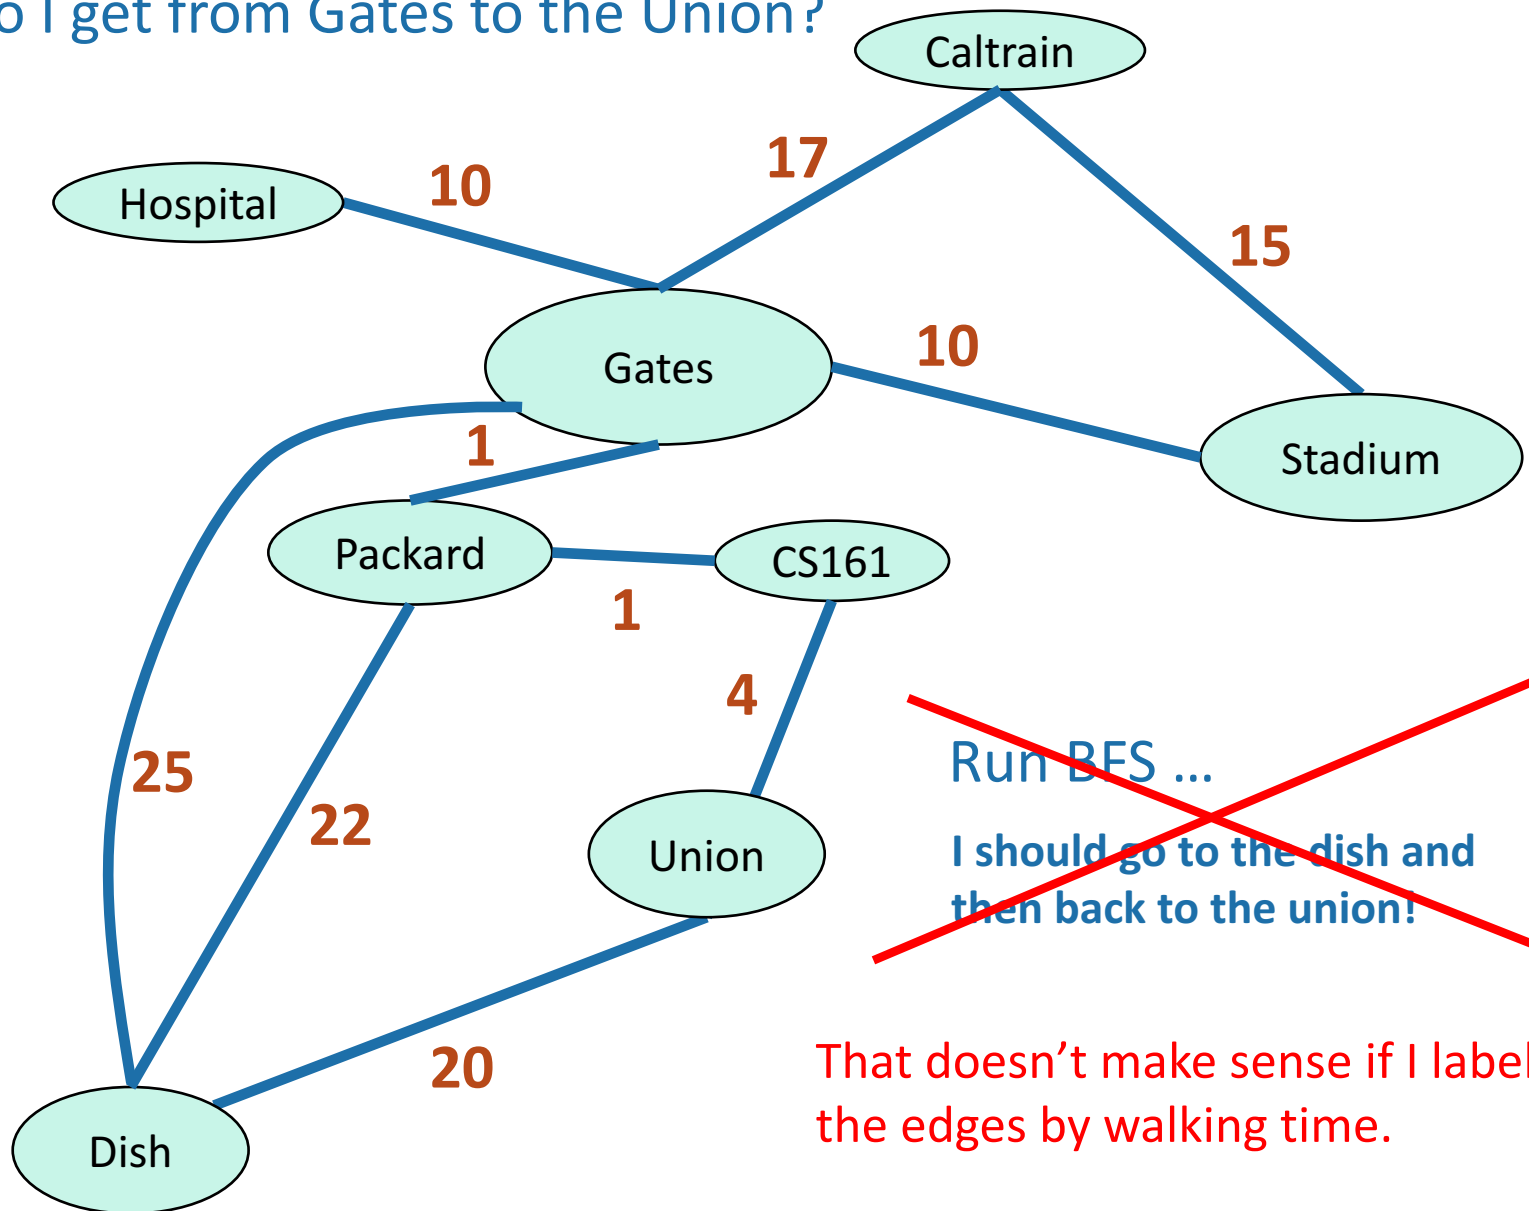 o I get from Gates to the Union?
Caltrain
17
10
Hospital
15
10
Gates
1
Stadium
Packard
CS161
1
4
25
22
Run BFS ...
Union
I should go to the dish and
then back to the union!
20
That doesn't make sense if I label
the edges by walking time.
Dish